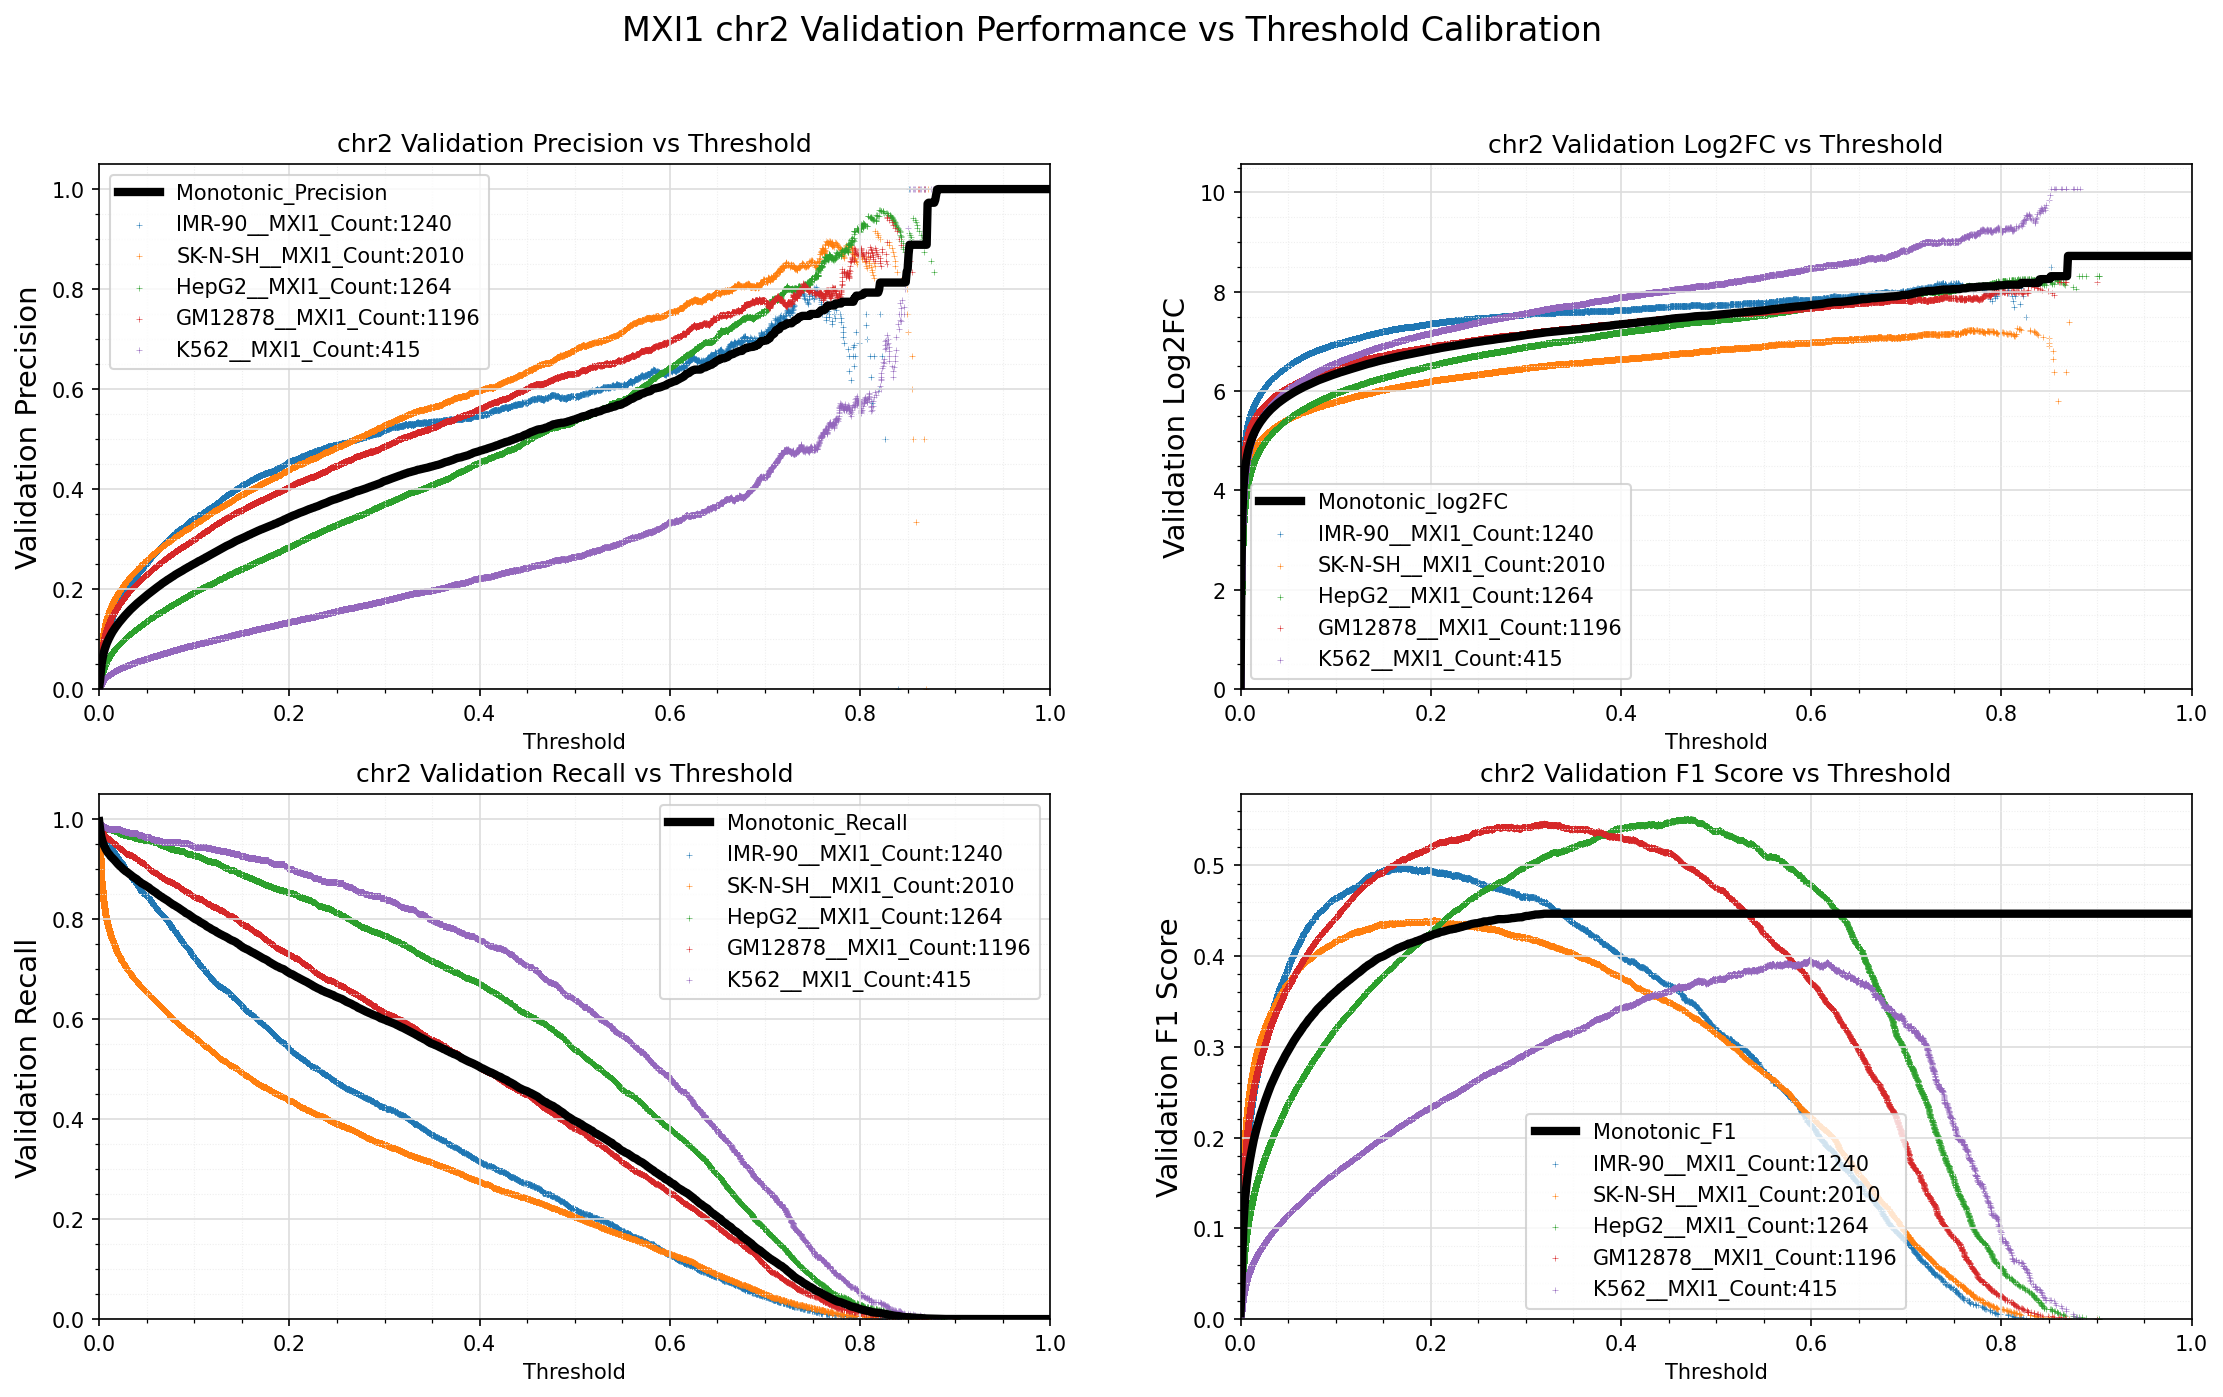 MXI1 chr2 Validation Performance vs Threshold Calibration
chr2 Validation Precision vs Threshold
Validation Precision
1.0
0.8
0.6
0.4
0.2
0.0
Monotonic_Precision
IMR-90__MXI1_Count:1240
SK-N-SH__MXI1_Count:2010
HepG2__MXI1_Count:1264
GM12878__MXI1_Count:1196
K562__MXI1_Count:415
0.0 0.2 0.4 0.6 0.8 1.0
Threshold
chr2 Validation Log2FC vs Threshold
Validation Log2FC
10
8
6
4
2
0
Monotonic_log2FC
IMR-90__MXI1_Count:1240
SK-N-SH__MXI1_Count:2010
HepG2__MXI1_Count:1264
GM12878__MXI1_Count:1196
K562__MXI1_Count:415
0.0 0.2 0.4 0.6 0.8 1.0
Threshold
chr2 Validation Recall vs Threshold
Validation Recall
1.0
0.8
0.6
0.4
0.2
0.0
Monotonic_Recall
IMR-90__MXI1_Count:1240
SK-N-SH__MXI1_Count:2010
HepG2__MXI1_Count:1264
GM12878__MXI1_Count:1196
K562__MXI1_Count:415
0.0 0.2 0.4 0.6 0.8 1.0
Threshold
chr2 Validation F1 Score vs Threshold
Validation F1 Score
0.5
0.4
0.3
0.2
0.1
0.0
Monotonic_F1
IMR-90__MXI1_Count:1240
SK-N-SH__MXI1_Count:2010
HepG2__MXI1_Count:1264
GM12878__MXI1_Count:1196
K562__MXI1_Count:415
0.0 0.2 0.4 0.6 0.8 1.0
Threshold